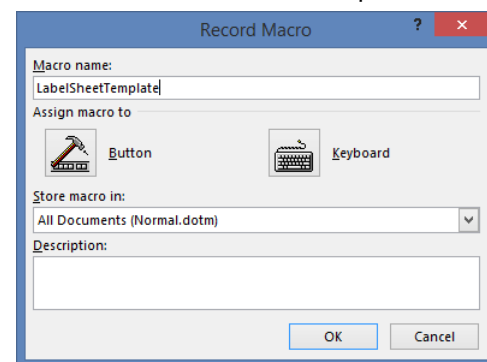 Record Macro
?
Macro name:
LabelSheetTemplate
Assign macro to
Button
Keyboard
Store macro in:
All Documents (Normal.dotm)
Description:
OK
Cancel